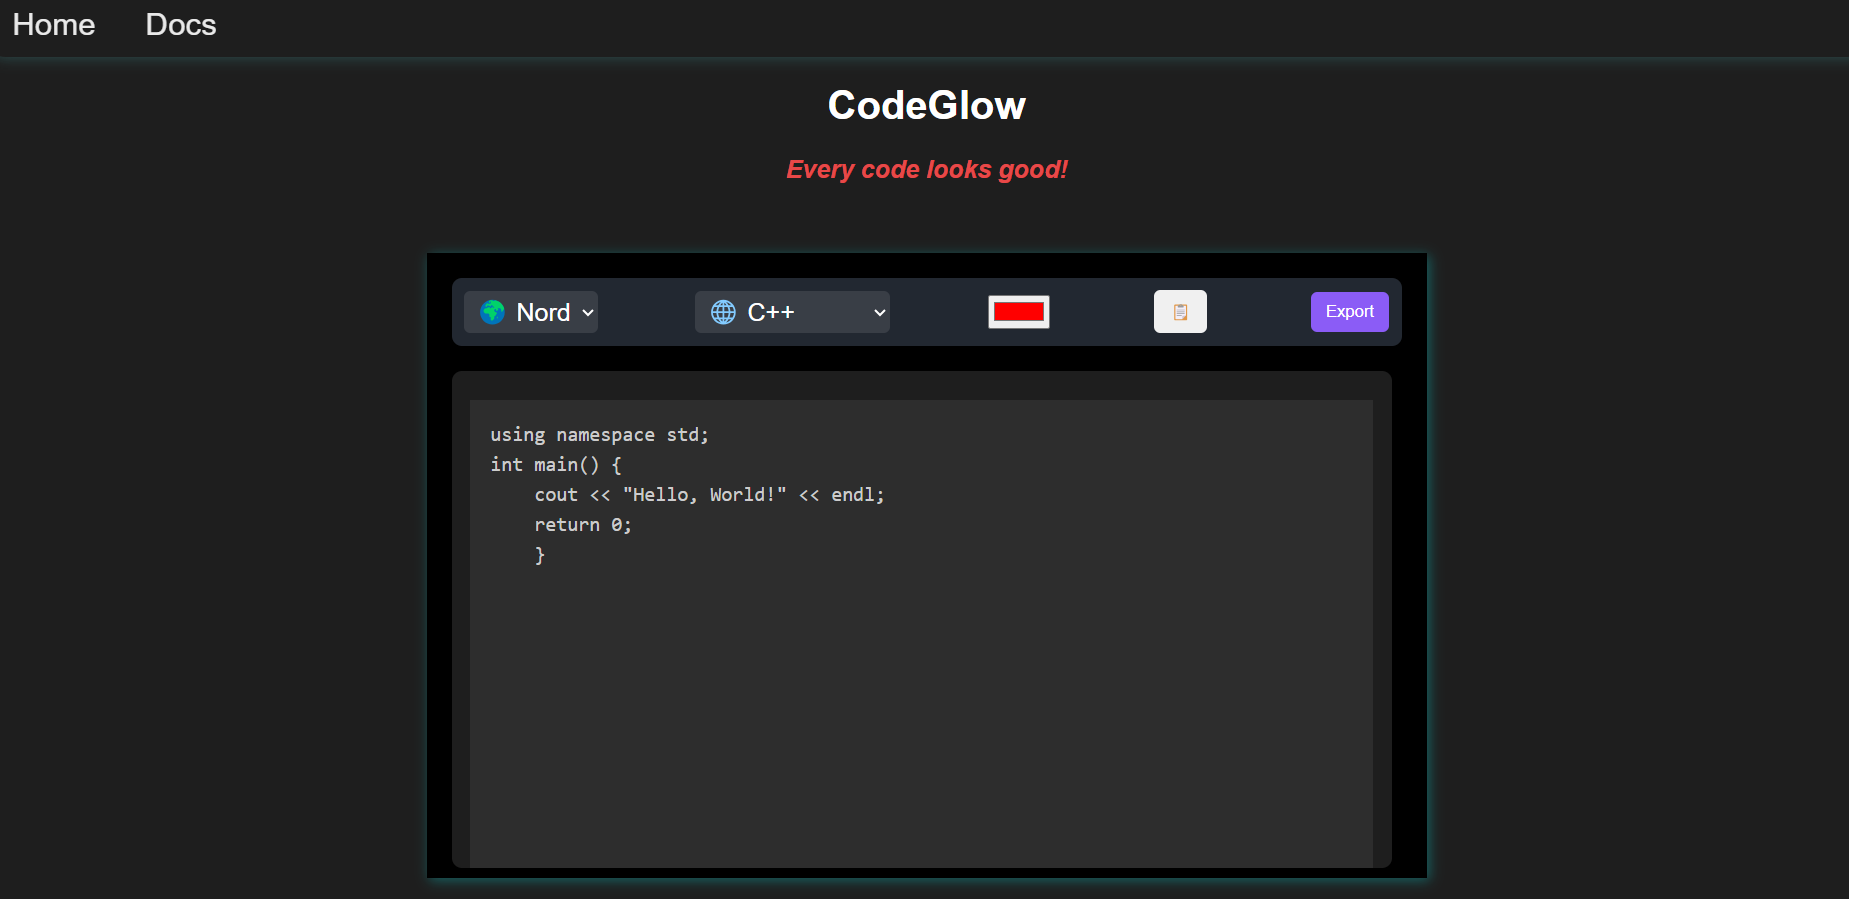 Home Docs
CodeGlow
Every code looks good!
Nord C++ Export
using namespace std;
int main() {
    cout << "Hello, World!" << endl;
    return 0;
    }